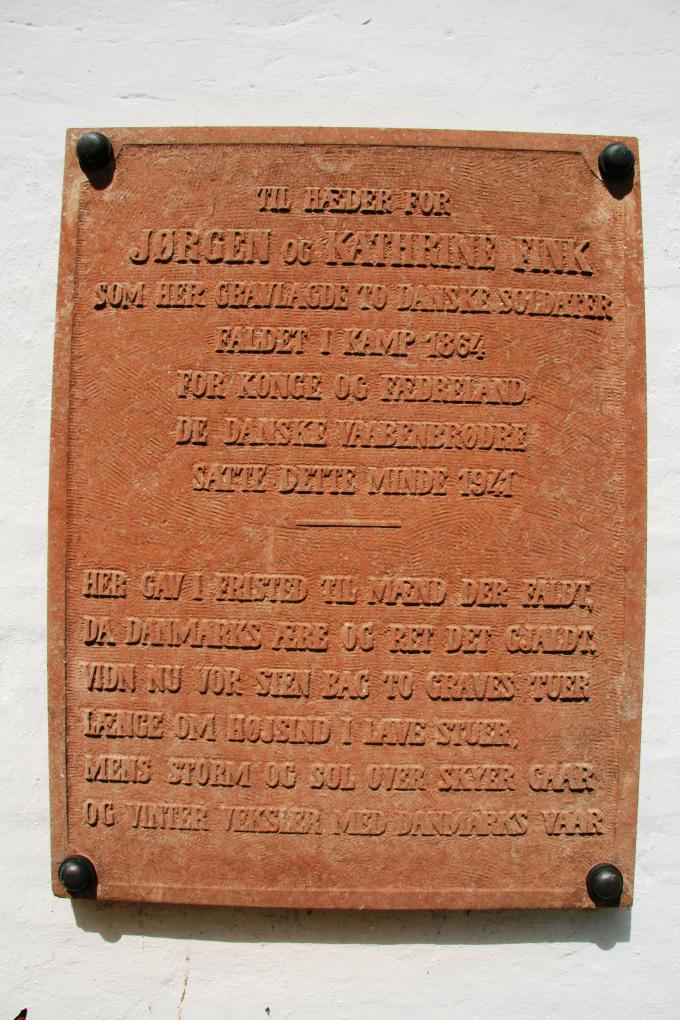 TIL HÆDER FOR
JØRGEN OG KATHRINE FINK
SOM HER GRAVLAGDE TO DANSKE SOLDATER
FALDET I KAMP 1864
FOR KONGE OG FÆDRELAND
DE DANSKE VAABENBRØDRE
SATTE DETTE MINDE 1941
HER GAV I FRISTED TIL MÆND DER FALDT,
DA DANMARKS ÆRE OG RET DET GJALDT.
VIDN NU VOR STEN BAG TO GRAVES TUER
LÆNGE OM HØJSIND I LAVE STUER,
MENS STORM OG SOL OVER SKYER GAAR
OG VINTER VEKSLER MED DANMARKS VAAR